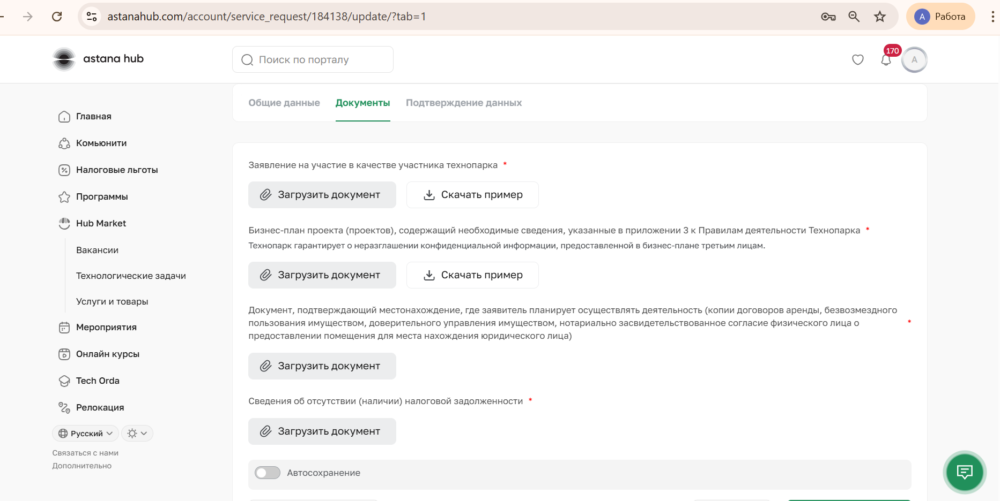 astanahub.com/account/service_request/184138/update/?tab=1
А Работа
astana hub
Поиск по порталу
170
A
Общие данные Документы Подтверждение данных
Главная
Комьюнити
Налоговые льготы
Программы
Hub Market
Вакансии
Технологические задачи
Услуги и товары
Мероприятия
Онлайн курсы
Tech Orda
Релокация
Русский
Связаться с нами
Дополнительно
Заявление на участие в качестве участника технопарка *
Загрузить документ Скачать пример
Бизнес-план проекта (проектов), содержащий необходимые сведения, указанные в приложении 3 к Правилам деятельности Технопарка *
Технопарк гарантирует о неразглашении конфиденциальной информации, предоставленной в бизнес-плане третьим лицам.
Загрузить документ Скачать пример
Документ, подтверждающий местонахождение, где заявитель планирует осуществлять деятельность (копии договоров аренды, безвозмездного
пользования имуществом, доверительного управления имуществом, нотариально засвидетельствованное согласие физического лица о *
предоставлении помещения для места нахождения юридического лица)
Загрузить документ
Сведения об отсутствии (наличии) налоговой задолженности *
Загрузить документ
Автосохранение